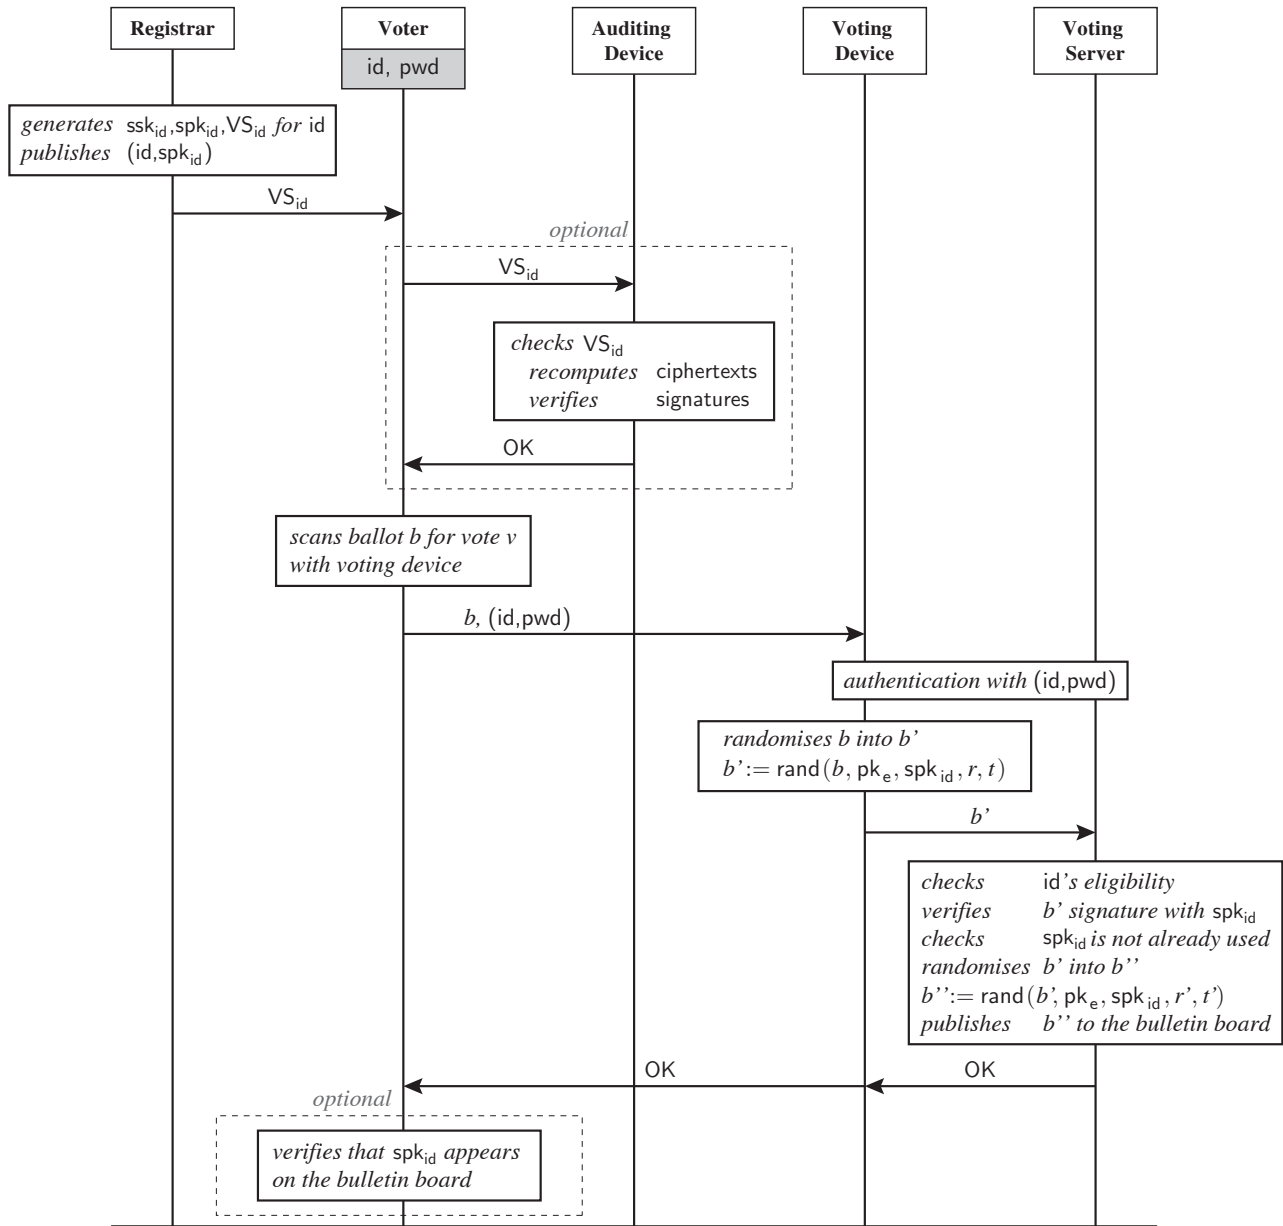 Registrar
Voter
id, pwd
Auditing
Device
Voting
Device
Voting
Server
generates ssk_id,spk_id,VS_id for id
publishes (id,spk_id)
VS_id
optional
VS_id
checks VS_id
recomputes ciphertexts
verifies signatures
OK
scans ballot b for vote v
with voting device
b, (id,pwd)
authentication with (id,pwd)
randomises b into b'
b' := rand(b, pk_e, spk_id, r, t)
b'
checks id's eligibility
verifies b' signature with spk_id
checks spk_id is not already used
randomises b' into b''
b'' := rand(b', pk_e, spk_id, r', t')
publishes b'' to the bulletin board
OK
OK
optional
verifies that spk_id appears
on the bulletin board